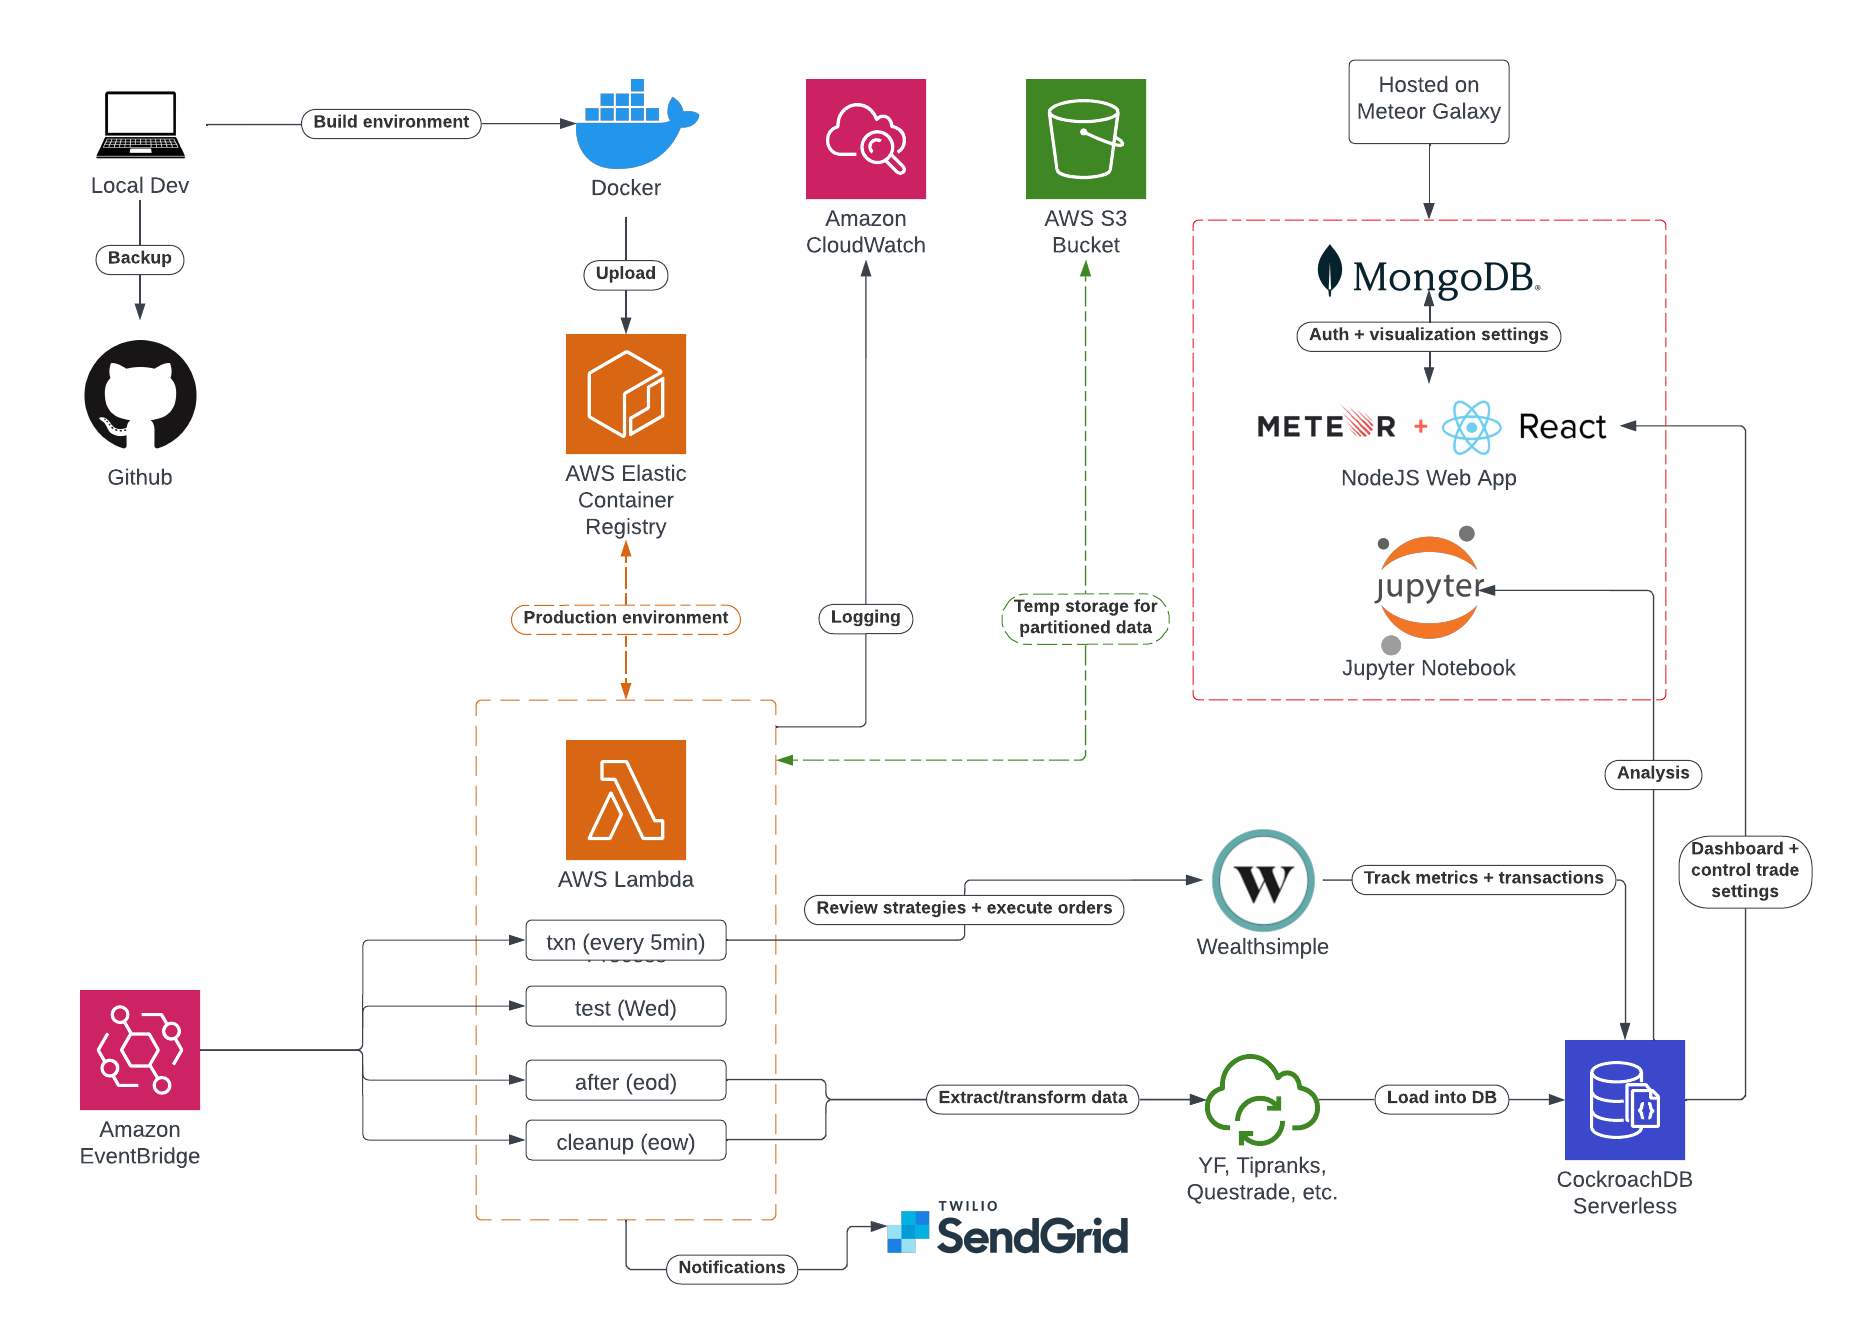 Hosted on
Meteor Galaxy
Build environment
Local Dev
Docker
Amazon
CloudWatch
AWS S3
Bucket
Backup
Upload
MongoDB®
Auth + visualization settings
METEOR + React
NodeJS Web App
Github
AWS Elastic
Container
Registry
jupyter
Jupyter Notebook
Production environment
Logging
Temp storage for
partitioned data
Analysis
AWS Lambda
Review strategies + execute orders
W
Wealthsimple
Track metrics + transactions
Dashboard +
control trade
settings
txn (every 5min)
test (Wed)
after (eod)
cleanup (eow)
Amazon
EventBridge
Extract/transform data
YF, Tipranks,
Questrade, etc.
Load into DB
{}
CockroachDB
Serverless
TWILIO
SendGrid
Notifications